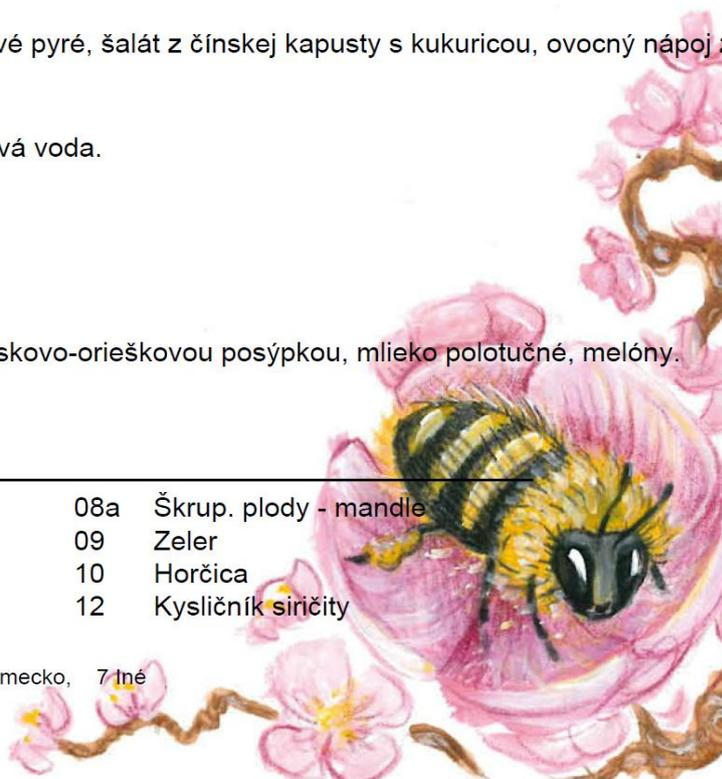 vé pyré, šalát z čínskej kapusty s kukuricou, ovocný nápoj z
vá voda.
skovo-orieškovou posýpkou, mlieko polotučné, melóny.
08a Škrup. plody - mandle
09 Zeler
10 Horčica
12 Kysličník siričitý
mecko, 7 Iné